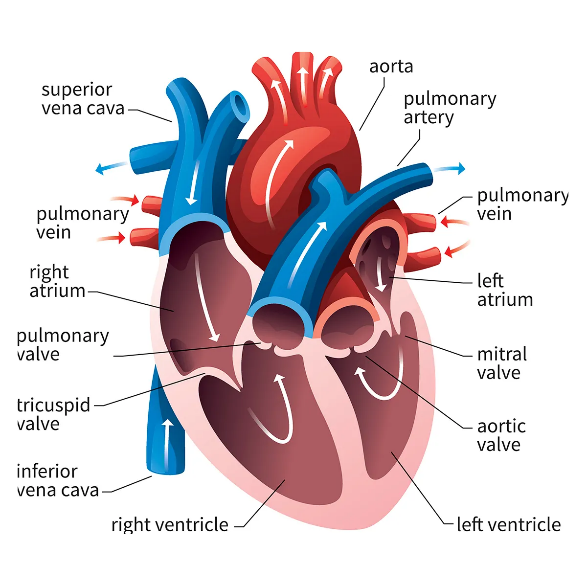 superior
vena cava
aorta
pulmonary
artery
pulmonary
vein
pulmonary
vein
right
atrium
left
atrium
pulmonary
valve
mitral
valve
tricuspid
valve
aortic
valve
inferior
vena cava
right ventricle
left ventricle